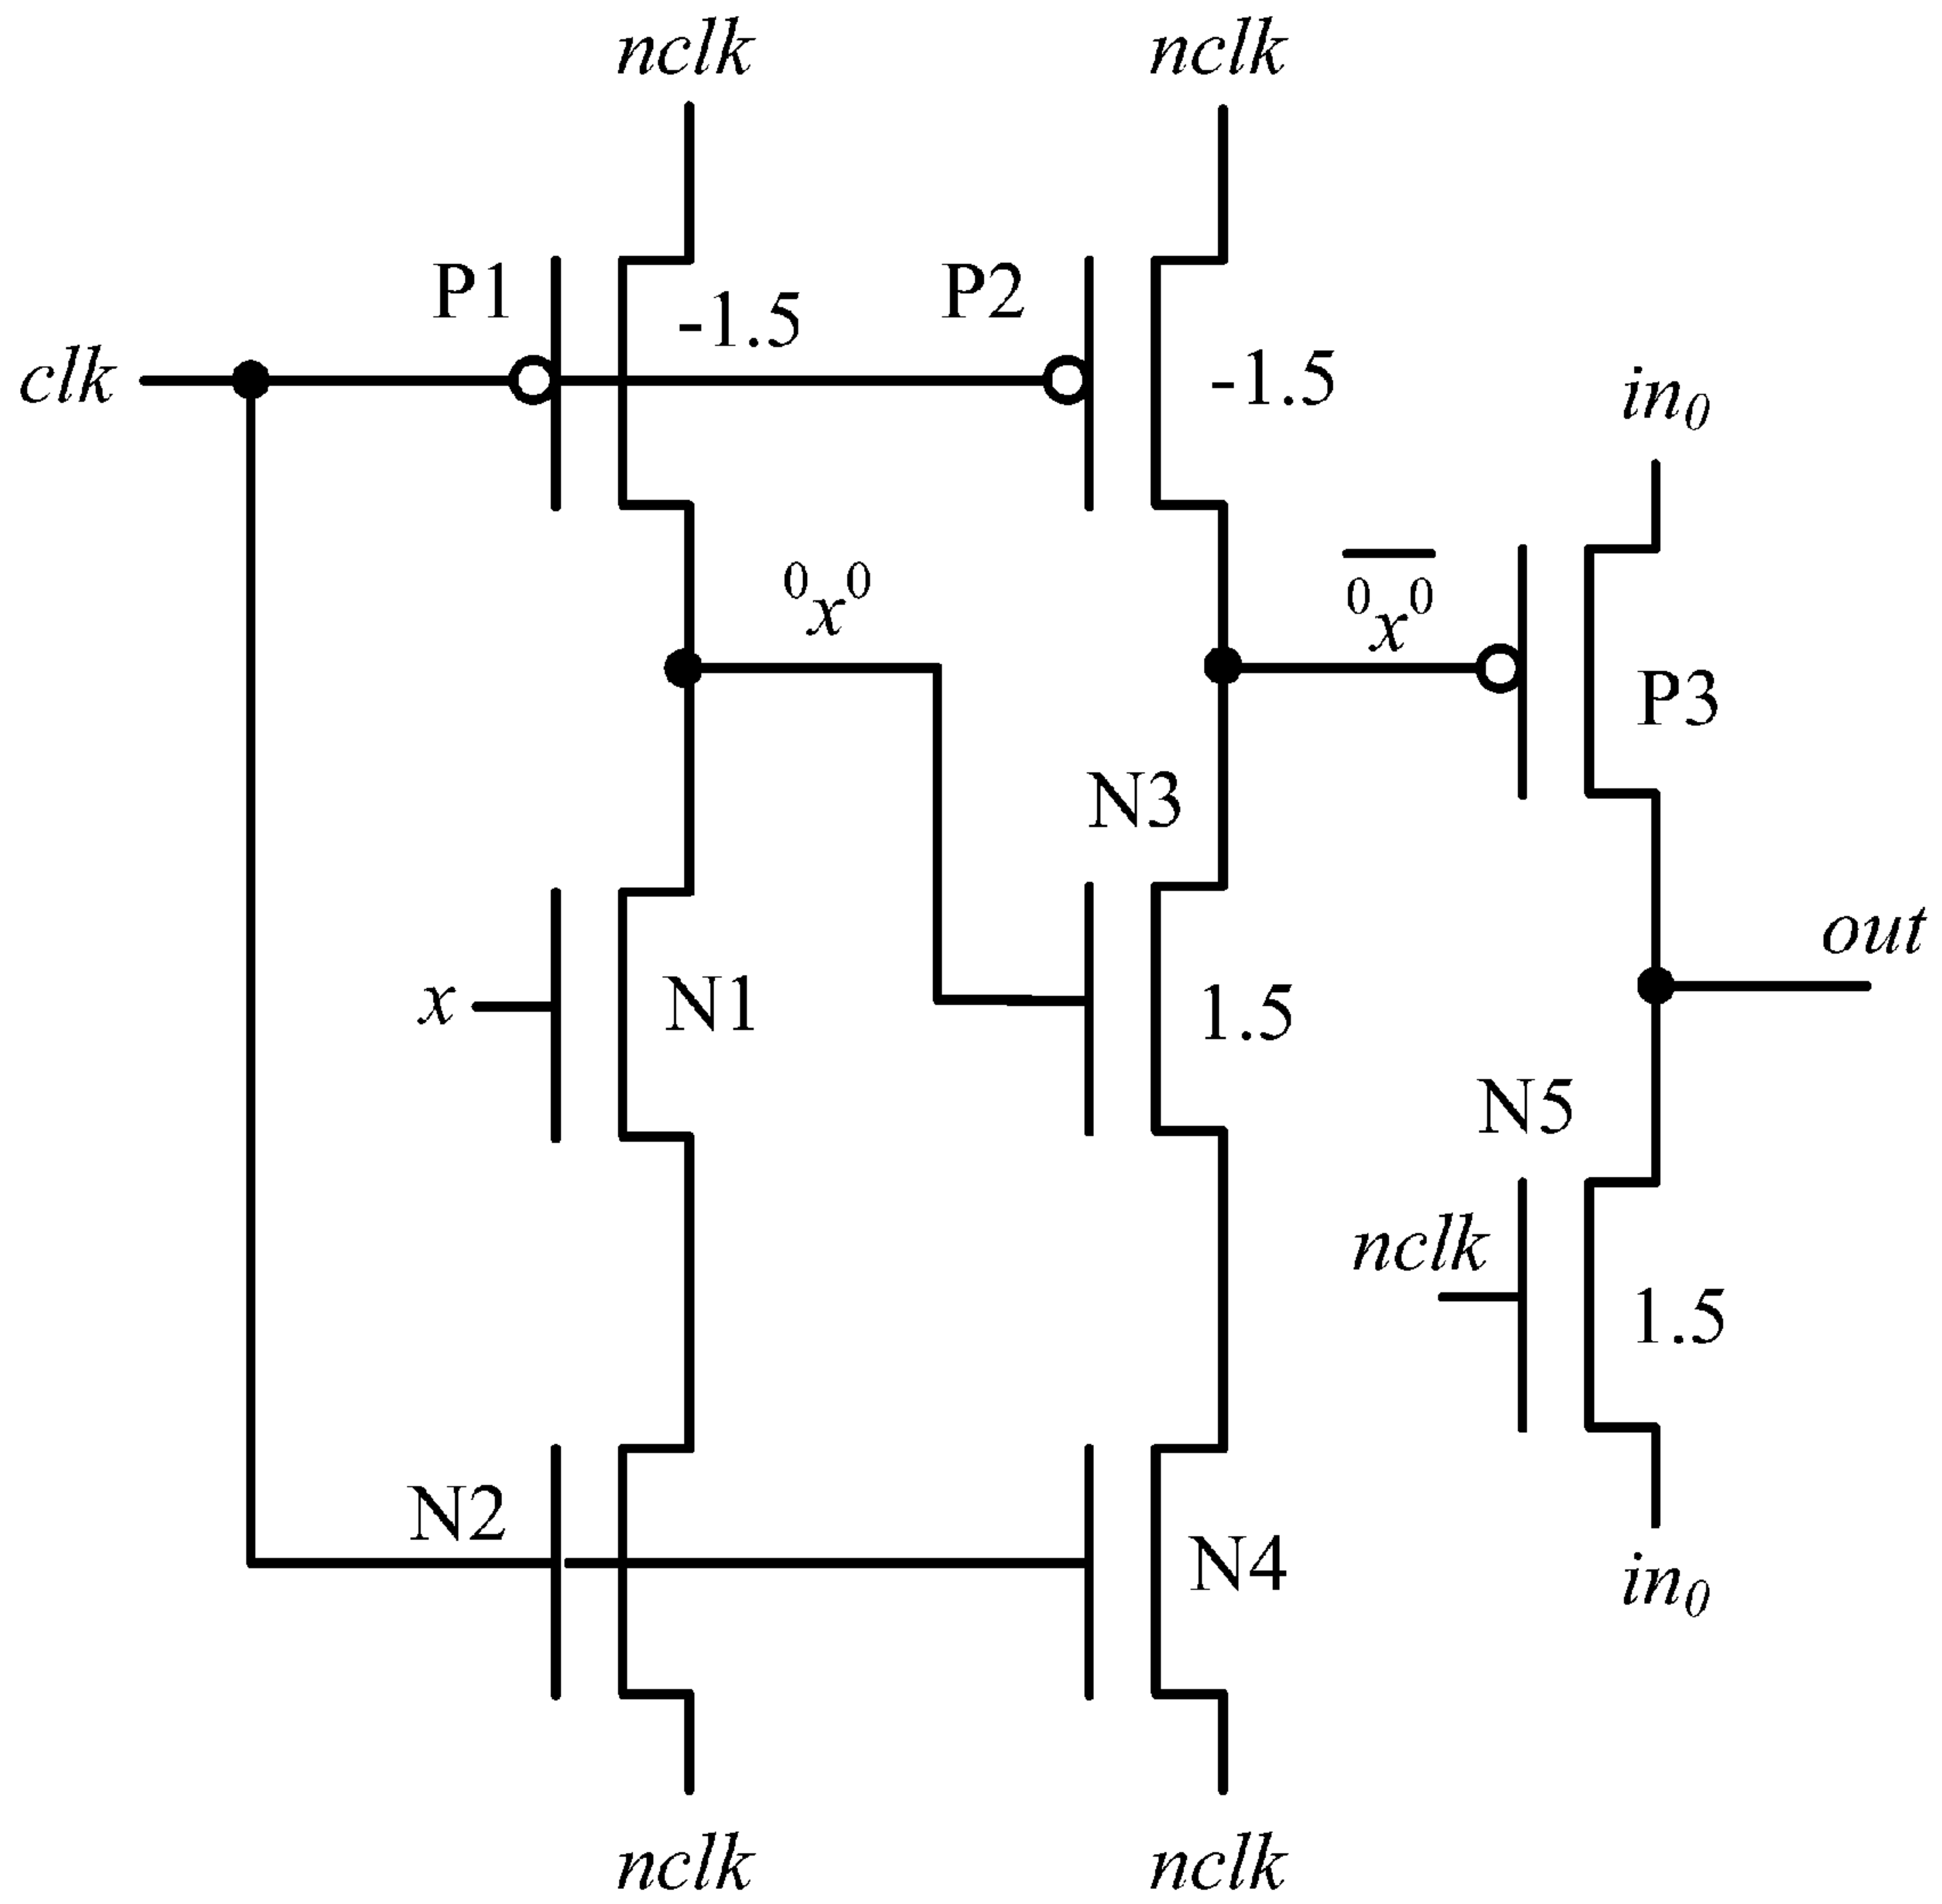 nclk nclk
P1 P2
-1.5
clk -1.5 in₀
⁰x⁰ \overline{⁰x⁰}
P3
N3
out
x N1 1.5
N5
nclk
1.5
N2 N4
in₀
nclk nclk